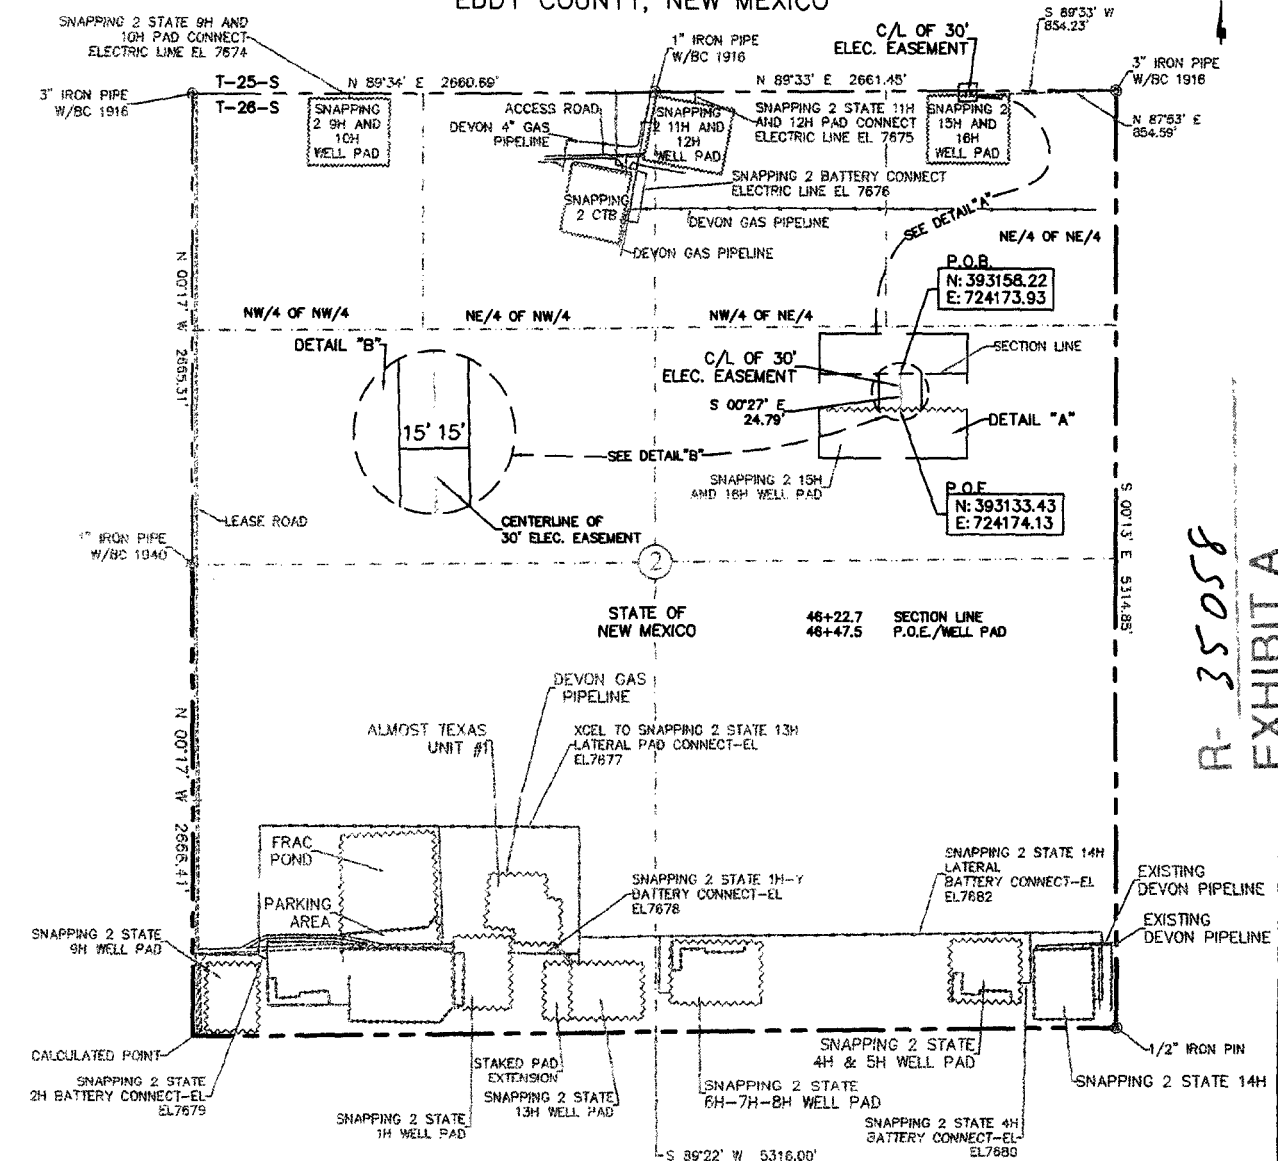 EDDY COUNTY, NEW MEXICO
SNAPPING 2 STATE 9H AND
10H PAD CONNECT
ELECTRIC LINE EL 7674
1" IRON PIPE
W/BC 1916
C/L OF 30'
ELEC. EASEMENT
S 89°33' W
854.23'
3" IRON PIPE
W/BC 1916
3" IRON PIPE
W/BC 1916
T-25-S
T-26-S
N 89°34' E 2660.69'
N 89°33' E 2661.45'
N 87°53' E
854.59'
SNAPPING
2 9H AND
10H
WELL PAD
ACCESS ROAD
DEVON 4" GAS
PIPELINE
SNAPPING
2 11H AND
12H
WELL PAD
SNAPPING 2 STATE 11H
AND 12H PAD CONNECT
ELECTRIC LINE EL 7675
SNAPPING 2
15H AND
16H
WELL PAD
SNAPPING 2 BATTERY CONNECT
ELECTRIC LINE EL 7676
SNAPPING
2 CTB
DEVON GAS PIPELINE
DEVON GAS PIPELINE
SEE DETAIL "A"
NE/4 OF NE/4
N 00°17' W 2665.31'
P.O.B.
N: 393158.22
E: 724173.93
NW/4 OF NW/4
NE/4 OF NW/4
NW/4 OF NE/4
DETAIL "B"
C/L OF 30'
ELEC. EASEMENT
SECTION LINE
S 00°27' E
24.79'
DETAIL "A"
15' 15'
SEE DETAIL "B"
SNAPPING 2 15H
AND 16H WELL PAD
P.O.E.
N: 393133.43
E: 724174.13
LEASE ROAD
CENTERLINE OF
30' ELEC. EASEMENT
1" IRON PIPE
W/BC 1940
S 00°13' E 5314.85'
2
STATE OF
NEW MEXICO
46+22.7 SECTION LINE
46+47.5 P.O.E./WELL PAD
R- 35058
EXHIBIT A
DEVON GAS
PIPELINE
ALMOST TEXAS
UNIT #1
XCEL TO SNAPPING 2 STATE 13H
LATERAL PAD CONNECT-EL
EL7677
N 00°17' W 2666.41'
FRAC
POND
PARKING
AREA
SNAPPING 2 STATE 1H-Y
BATTERY CONNECT-EL
EL7678
SNAPPING 2 STATE 14H
LATERAL
BATTERY CONNECT-EL
EL7682
EXISTING
DEVON PIPELINE
EXISTING
DEVON PIPELINE
SNAPPING 2 STATE
9H WELL PAD
CALCULATED POINT
SNAPPING 2 STATE
2H BATTERY CONNECT-EL
EL7679
SNAPPING 2 STATE
1H WELL PAD
STAKED PAD
EXTENSION
SNAPPING 2 STATE
13H WELL PAD
SNAPPING 2 STATE
6H-7H-8H WELL PAD
SNAPPING 2 STATE
4H & 5H WELL PAD
SNAPPING 2 STATE 4H
BATTERY CONNECT-EL
EL7680
1/2" IRON PIN
SNAPPING 2 STATE 14H
S 89°22' W 5316.00'